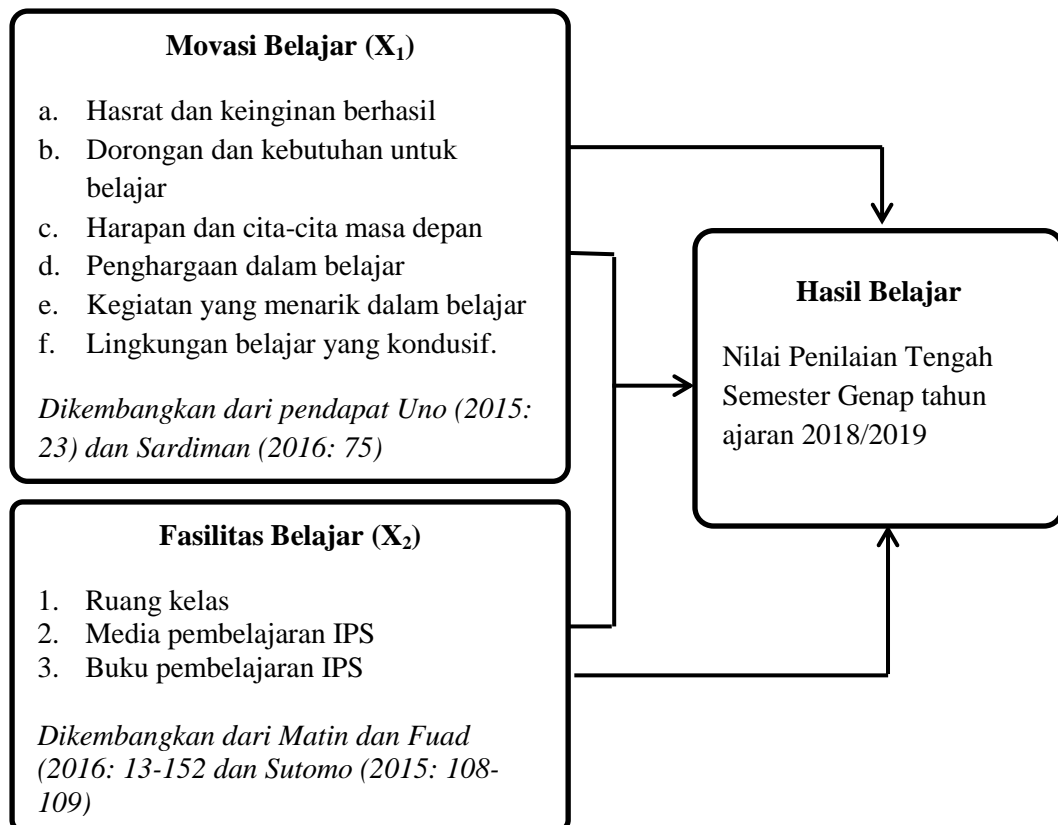 Movasi Belajar (X₁)
a. Hasrat dan keinginan berhasil
b. Dorongan dan kebutuhan untuk
belajar
c. Harapan dan cita-cita masa depan
d. Penghargaan dalam belajar
e. Kegiatan yang menarik dalam belajar
f. Lingkungan belajar yang kondusif.
Dikembangkan dari pendapat Uno (2015:
23) dan Sardiman (2016: 75)
Fasilitas Belajar (X₂)
1. Ruang kelas
2. Media pembelajaran IPS
3. Buku pembelajaran IPS
Dikembangkan dari Matin dan Fuad
(2016: 13-152 dan Sutomo (2015: 108-
109)
Hasil Belajar
Nilai Penilaian Tengah
Semester Genap tahun
ajaran 2018/2019